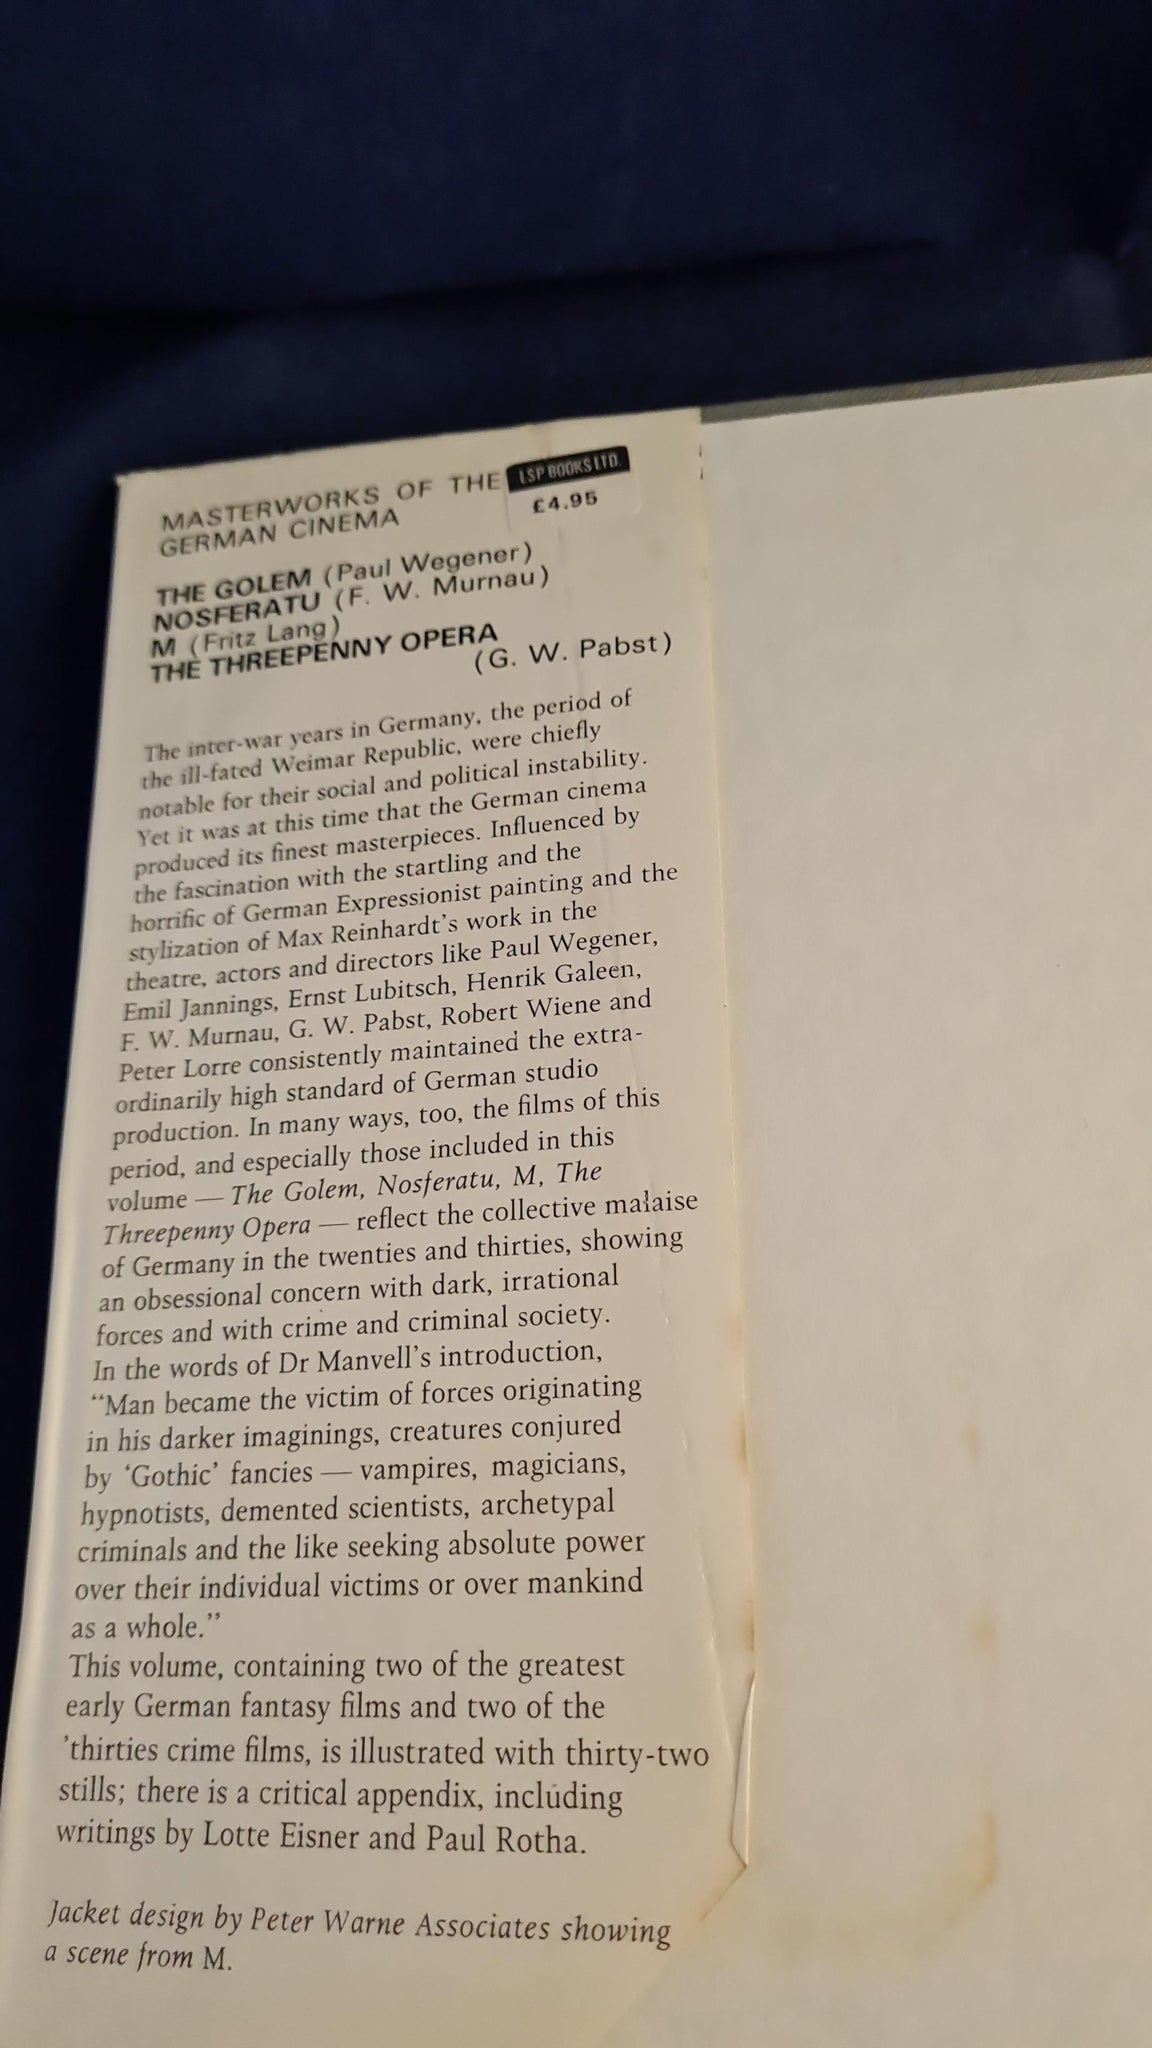 MASTERWORKS OF THE
GERMAN CINEMA
LSP BOOKS LTD.
£4.95
THE GOLEM (Paul Wegener)
NOSFERATU (F. W. Murnau)
M (Fritz Lang)
THE THREEPENNY OPERA
(G. W. Pabst)
The inter-war years in Germany, the period of
the ill-fated Weimar Republic, were chiefly
notable for their social and political instability.
Yet it was at this time that the German cinema
produced its finest masterpieces. Influenced by
the fascination with the startling and the
horrific of German Expressionist painting and the
stylization of Max Reinhardt's work in the
theatre, actors and directors like Paul Wegener,
Emil Jannings, Ernst Lubitsch, Henrik Galeen,
F. W. Murnau, G. W. Pabst, Robert Wiene and
Peter Lorre consistently maintained the extra-
ordinarily high standard of German studio
production. In many ways, too, the films of this
period, and especially those included in this
volume — The Golem, Nosferatu, M, The
Threepenny Opera — reflect the collective malaise
of Germany in the twenties and thirties, showing
an obsessional concern with dark, irrational
forces and with crime and criminal society.
In the words of Dr Manvell's introduction,
“Man became the victim of forces originating
in his darker imaginings, creatures conjured
by ‘Gothic’ fancies — vampires, magicians,
hypnotists, demented scientists, archetypal
criminals and the like seeking absolute power
over their individual victims or over mankind
as a whole.”
This volume, containing two of the greatest
early German fantasy films and two of the
'thirties crime films, is illustrated with thirty-two
stills; there is a critical appendix, including
writings by Lotte Eisner and Paul Rotha.
Jacket design by Peter Warne Associates showing
a scene from M.